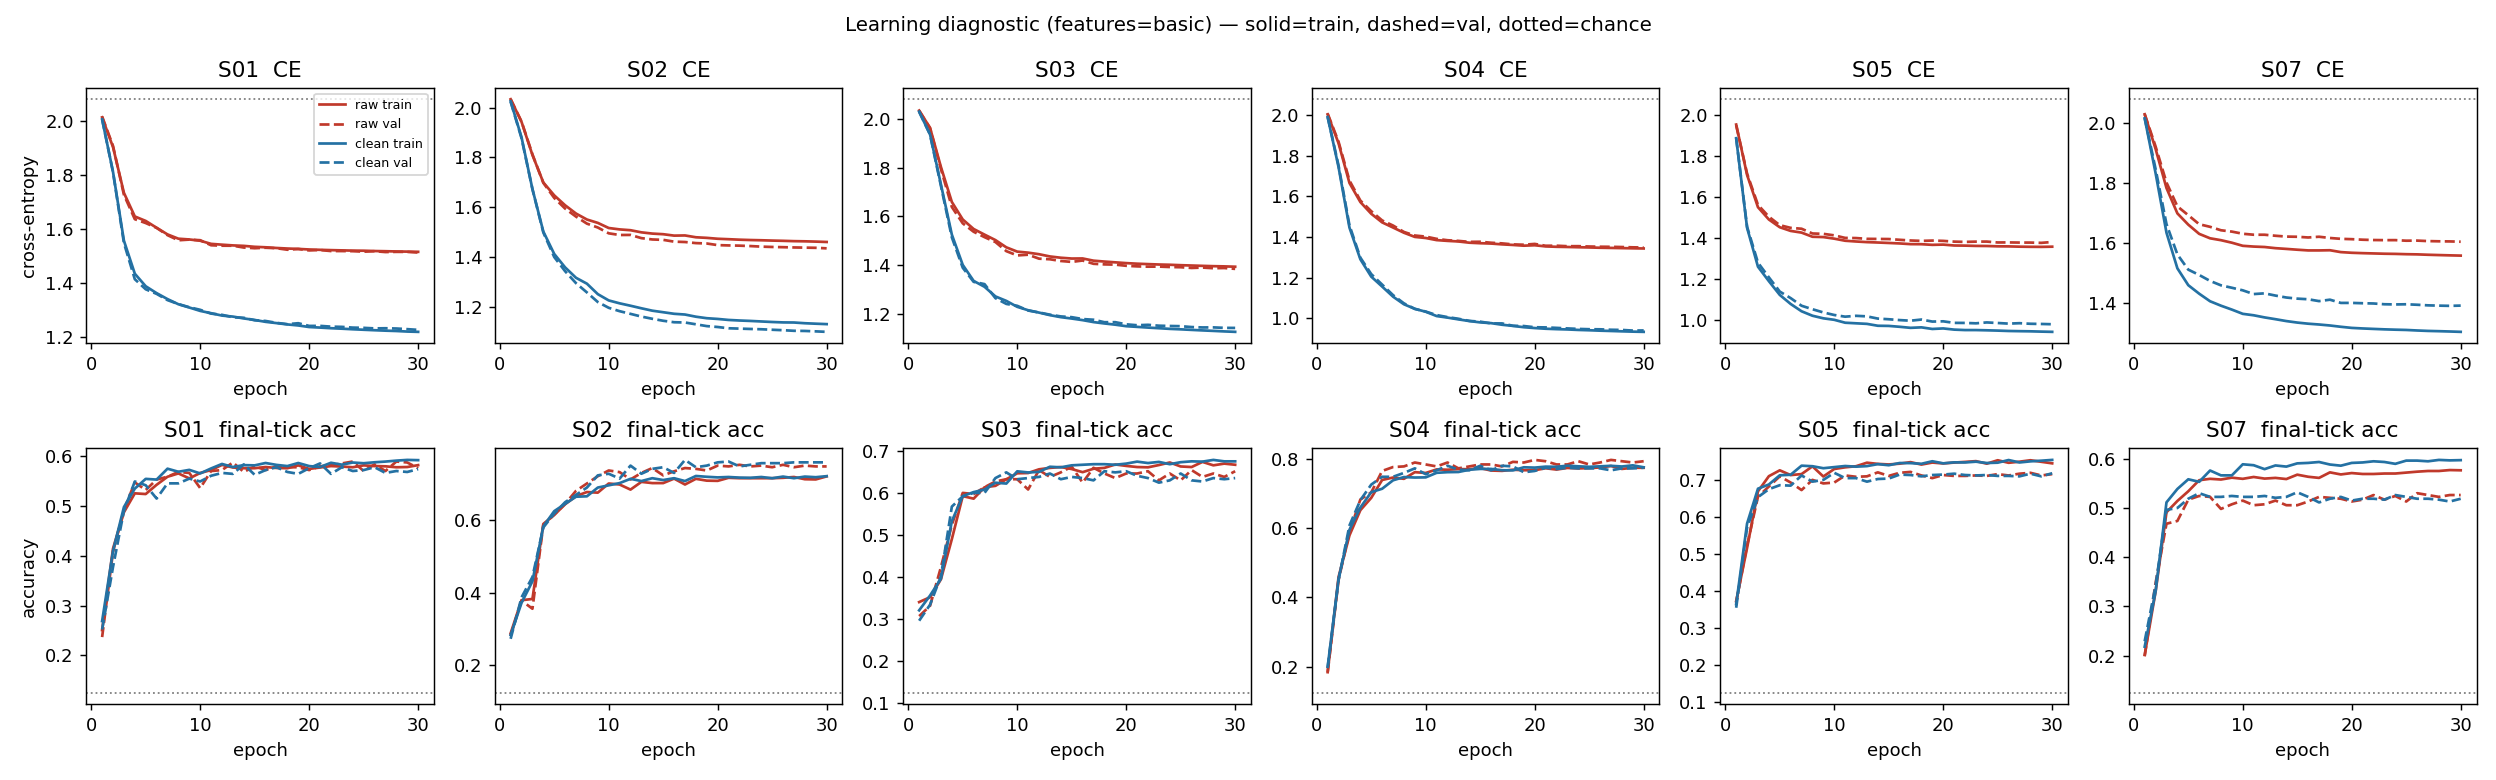 Learning diagnostic (features=basic) — solid=train, dashed=val, dotted=chance
S01  CE
S02  CE
S03  CE
S04  CE
S05  CE
S07  CE
cross-entropy
2.0
1.8
1.6
1.4
1.2
raw train
raw val
clean train
clean val
0 10 20 30
epoch
2.0
1.8
1.6
1.4
1.2
0 10 20 30
epoch
2.0
1.8
1.6
1.4
1.2
0 10 20 30
epoch
2.0
1.8
1.6
1.4
1.2
1.0
0 10 20 30
epoch
2.0
1.8
1.6
1.4
1.2
1.0
0 10 20 30
epoch
2.0
1.8
1.6
1.4
0 10 20 30
epoch
S01  final-tick acc
S02  final-tick acc
S03  final-tick acc
S04  final-tick acc
S05  final-tick acc
S07  final-tick acc
accuracy
0.6
0.5
0.4
0.3
0.2
0 10 20 30
epoch
0.6
0.4
0.2
0 10 20 30
epoch
0.7
0.6
0.5
0.4
0.3
0.2
0.1
0 10 20 30
epoch
0.8
0.6
0.4
0.2
0 10 20 30
epoch
0.7
0.6
0.5
0.4
0.3
0.2
0.1
0 10 20 30
epoch
0.6
0.5
0.4
0.3
0.2
0 10 20 30
epoch